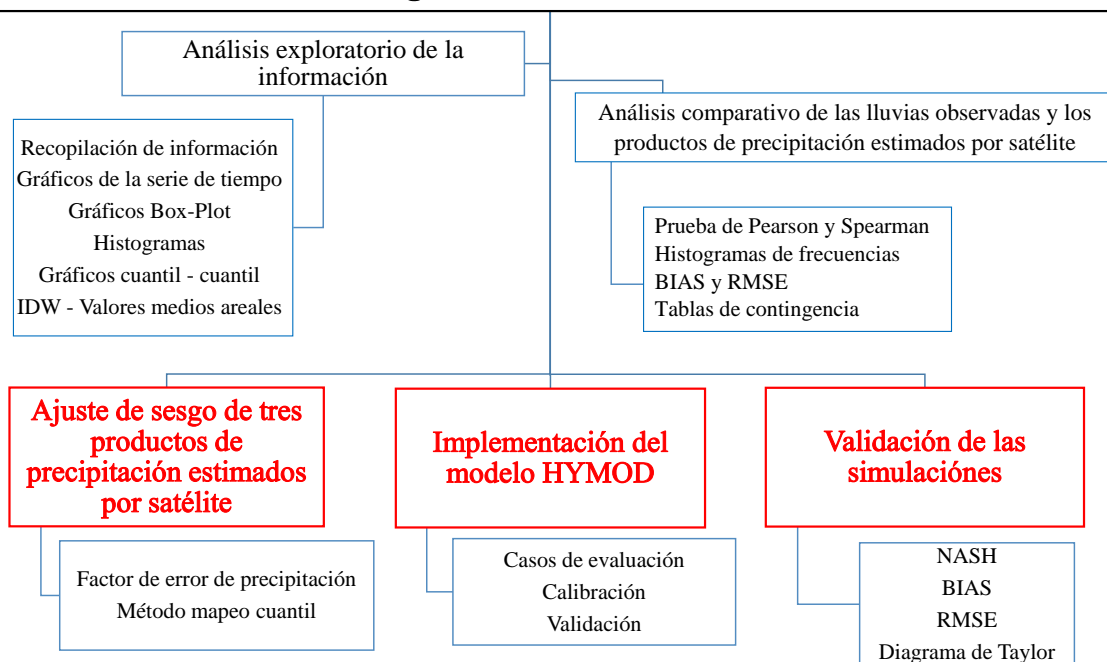 Análisis exploratorio de la
información
Recopilación de información
Gráficos de la serie de tiempo
Gráficos Box-Plot
Histogramas
Gráficos cuantil - cuantil
IDW - Valores medios areales
Análisis comparativo de las lluvias observadas y los
productos de precipitación estimados por satélite
Prueba de Pearson y Spearman
Histogramas de frecuencias
BIAS y RMSE
Tablas de contingencia
Ajuste de sesgo de tres
productos de
precipitación estimados
por satélite
Factor de error de precipitación
Método mapeo cuantil
Implementación del
modelo HYMOD
Casos de evaluación
Calibración
Validación
Validación de las
simulaciónes
NASH
BIAS
RMSE
Diagrama de Taylor